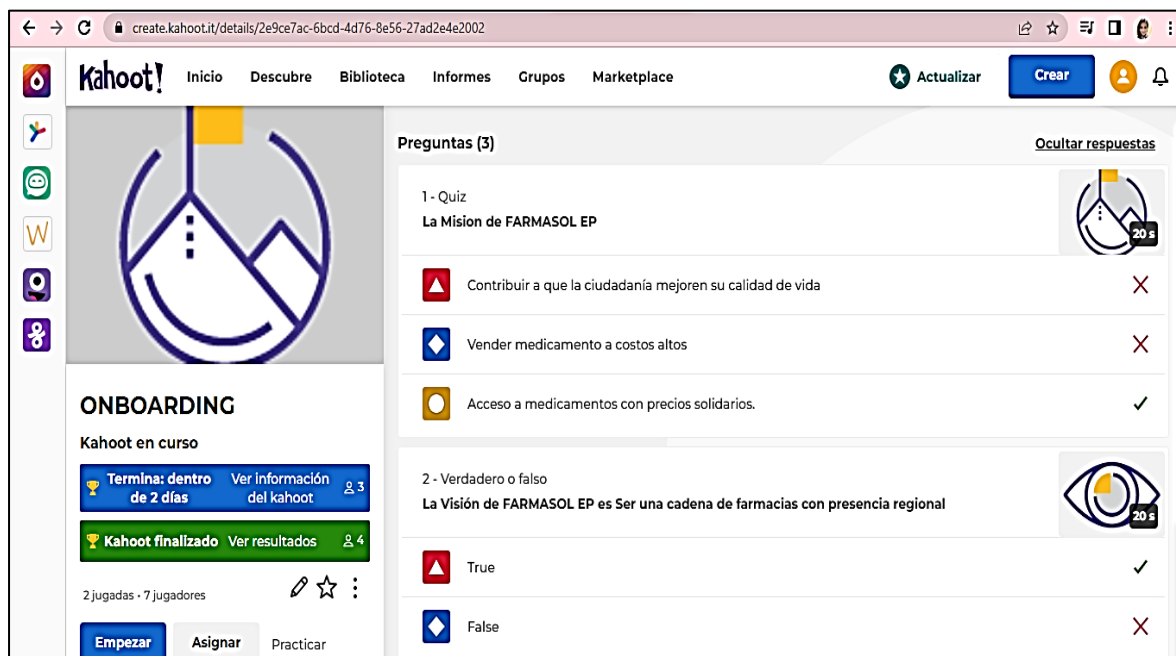 create.kahoot.it/details/2e9ce7ac-6bcd-4d76-8e56-27ad2e4e2002
Kahoot! Inicio Descubre Biblioteca Informes Grupos Marketplace Actualizar Crear
Preguntas (3) Ocultar respuestas
1 - Quiz
La Mision de FARMASOL EP
20 s
Contribuir a que la ciudadanía mejoren su calidad de vida
Vender medicamento a costos altos
Acceso a medicamentos con precios solidarios.
2 - Verdadero o falso
La Visión de FARMASOL EP es Ser una cadena de farmacias con presencia regional
20 s
True
False
ONBOARDING
Kahoot en curso
Termina: dentro de 2 días Ver información del kahoot 3
Kahoot finalizado Ver resultados 4
2 jugadas • 7 jugadores
Empezar Asignar Practicar